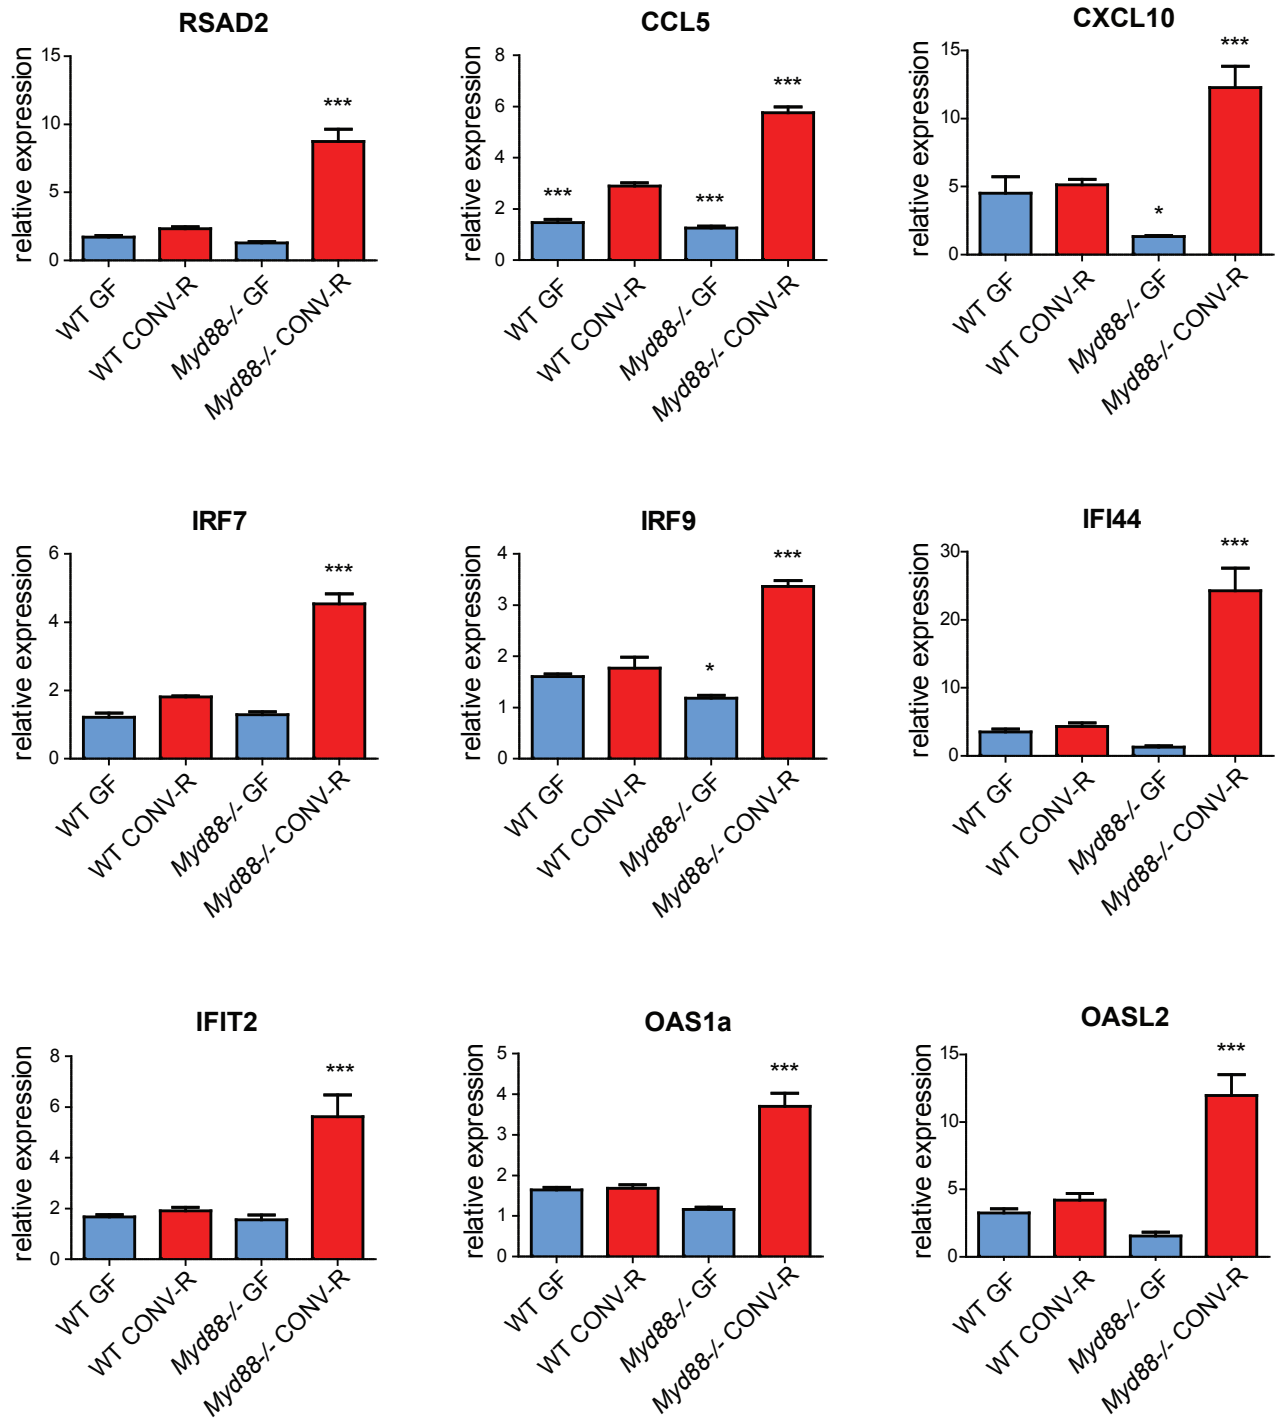 RSAD2
relative expression
15
10
5
0
***
WT GF
WT CONV-R
Myd88-/- GF
Myd88-/- CONV-R
CCL5
relative expression
8
6
4
2
0
***
***
***
WT GF
WT CONV-R
Myd88-/- GF
Myd88-/- CONV-R
CXCL10
relative expression
15
10
5
0
*
***
WT GF
WT CONV-R
Myd88-/- GF
Myd88-/- CONV-R
IRF7
relative expression
6
4
2
0
***
WT GF
WT CONV-R
Myd88-/- GF
Myd88-/- CONV-R
IRF9
relative expression
4
3
2
1
0
*
***
WT GF
WT CONV-R
Myd88-/- GF
Myd88-/- CONV-R
IFI44
relative expression
30
20
10
0
***
WT GF
WT CONV-R
Myd88-/- GF
Myd88-/- CONV-R
IFIT2
relative expression
8
6
4
2
0
***
WT GF
WT CONV-R
Myd88-/- GF
Myd88-/- CONV-R
OAS1a
relative expression
5
4
3
2
1
0
***
WT GF
WT CONV-R
Myd88-/- GF
Myd88-/- CONV-R
OASL2
relative expression
15
10
5
0
***
WT GF
WT CONV-R
Myd88-/- GF
Myd88-/- CONV-R